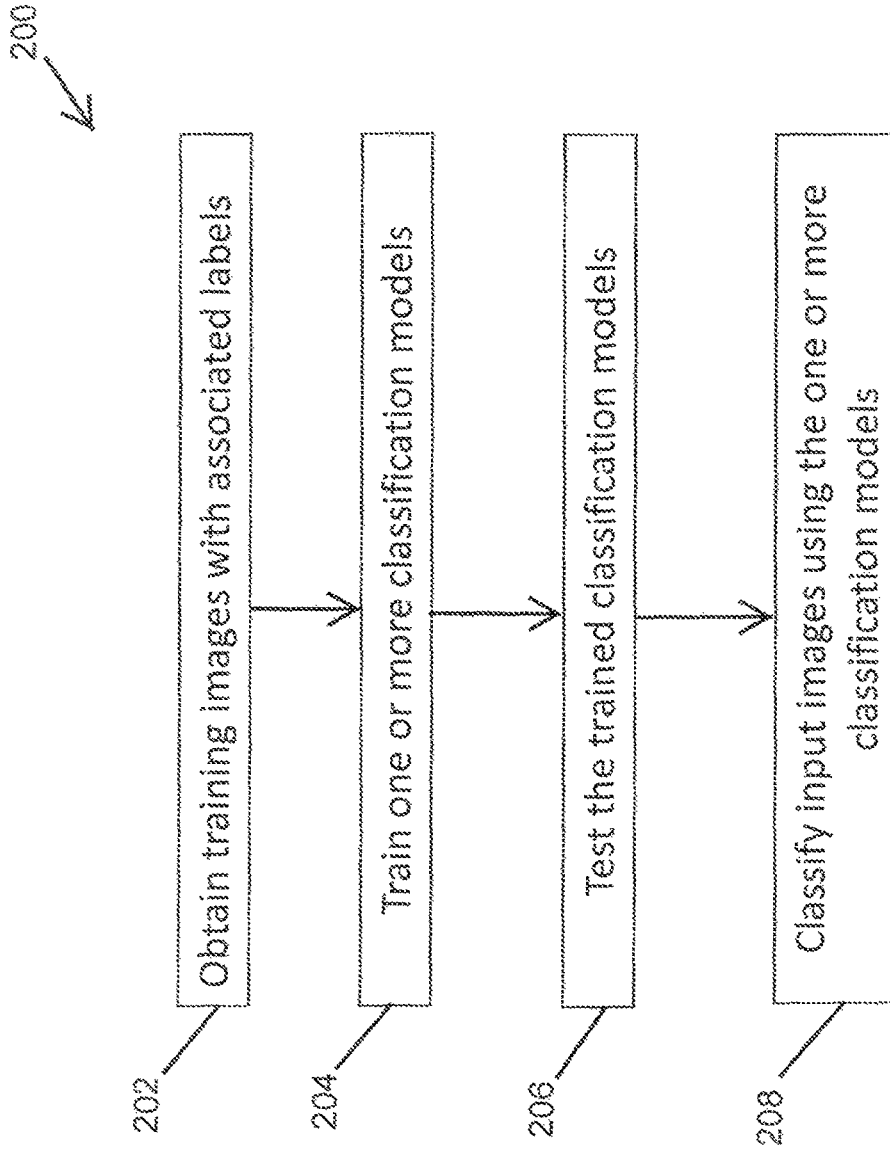 200
202
Obtain training images with associated labels
204
Train one or more classification models
206
Test the trained classification models
208
Classify input images using the one or more
classification models